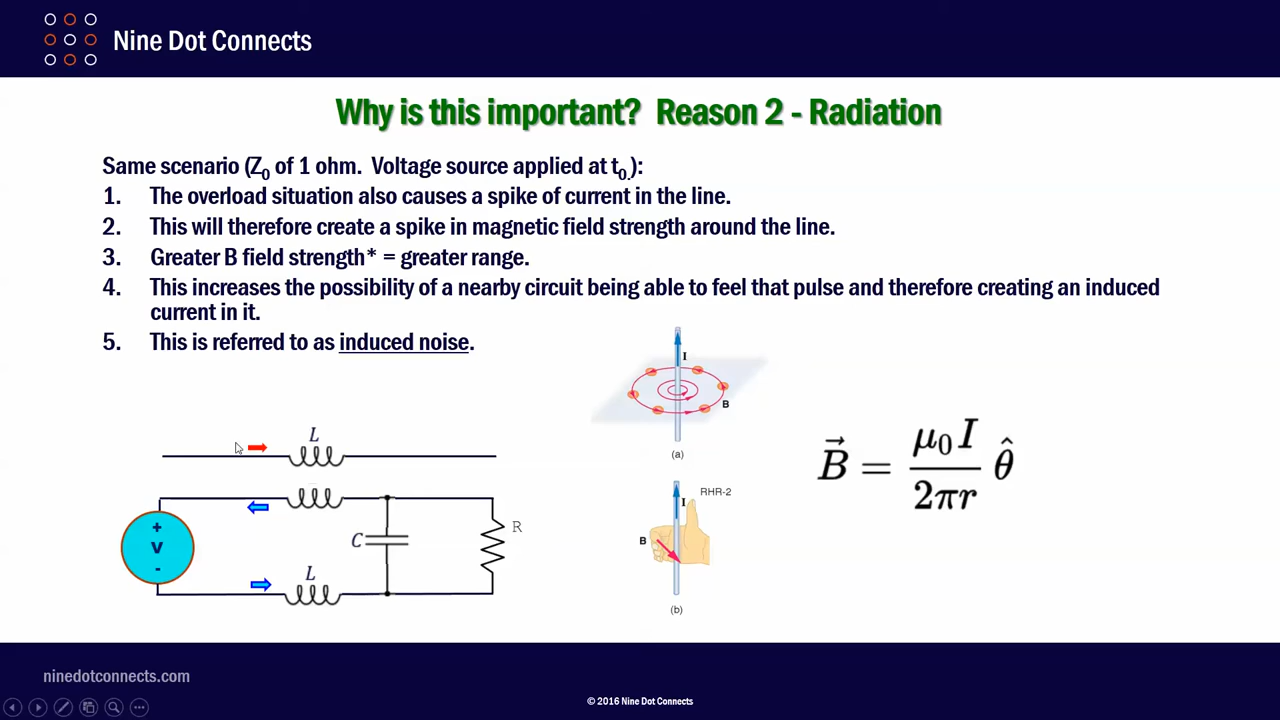 Nine Dot Connects
Why is this important? Reason 2 - Radiation
Same scenario (Z0 of 1 ohm. Voltage source applied at t0.):
1. The overload situation also causes a spike of current in the line.
2. This will therefore create a spike in magnetic field strength around the line.
3. Greater B field strength* = greater range.
4. This increases the possibility of a nearby circuit being able to feel that pulse and therefore creating an induced
current in it.
5. This is referred to as induced noise.
I
B
(a)
L
+
V
-
C
R
L
RHR-2
I
B
(b)
B⃗ = μ0 I / 2πr θ̂
ninedotconnects.com
© 2016 Nine Dot Connects